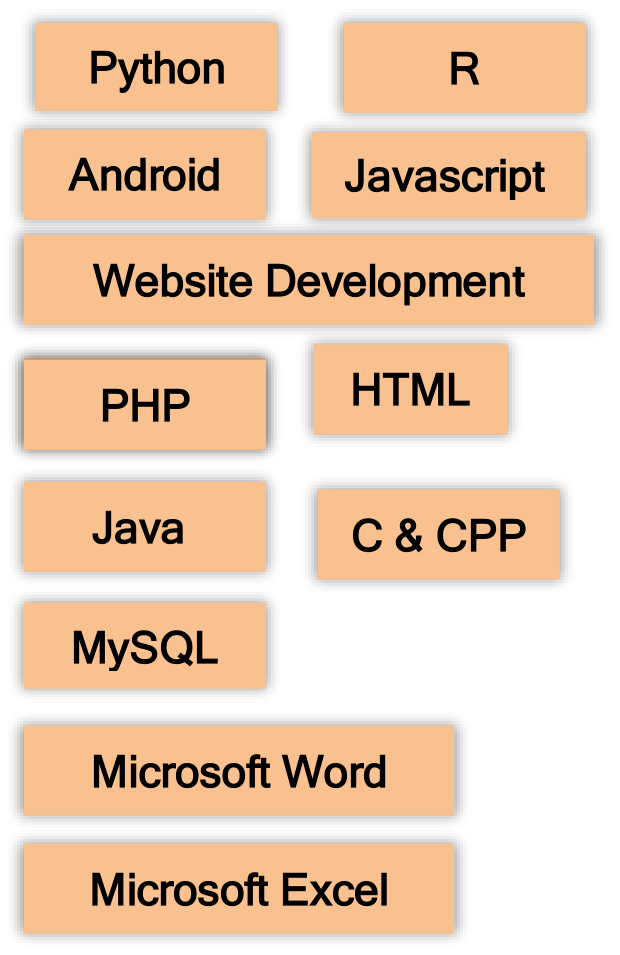 Python
R
Android
Javascript
Website Development
PHP
HTML
Java
C & CPP
MySQL
Microsoft Word
Microsoft Excel